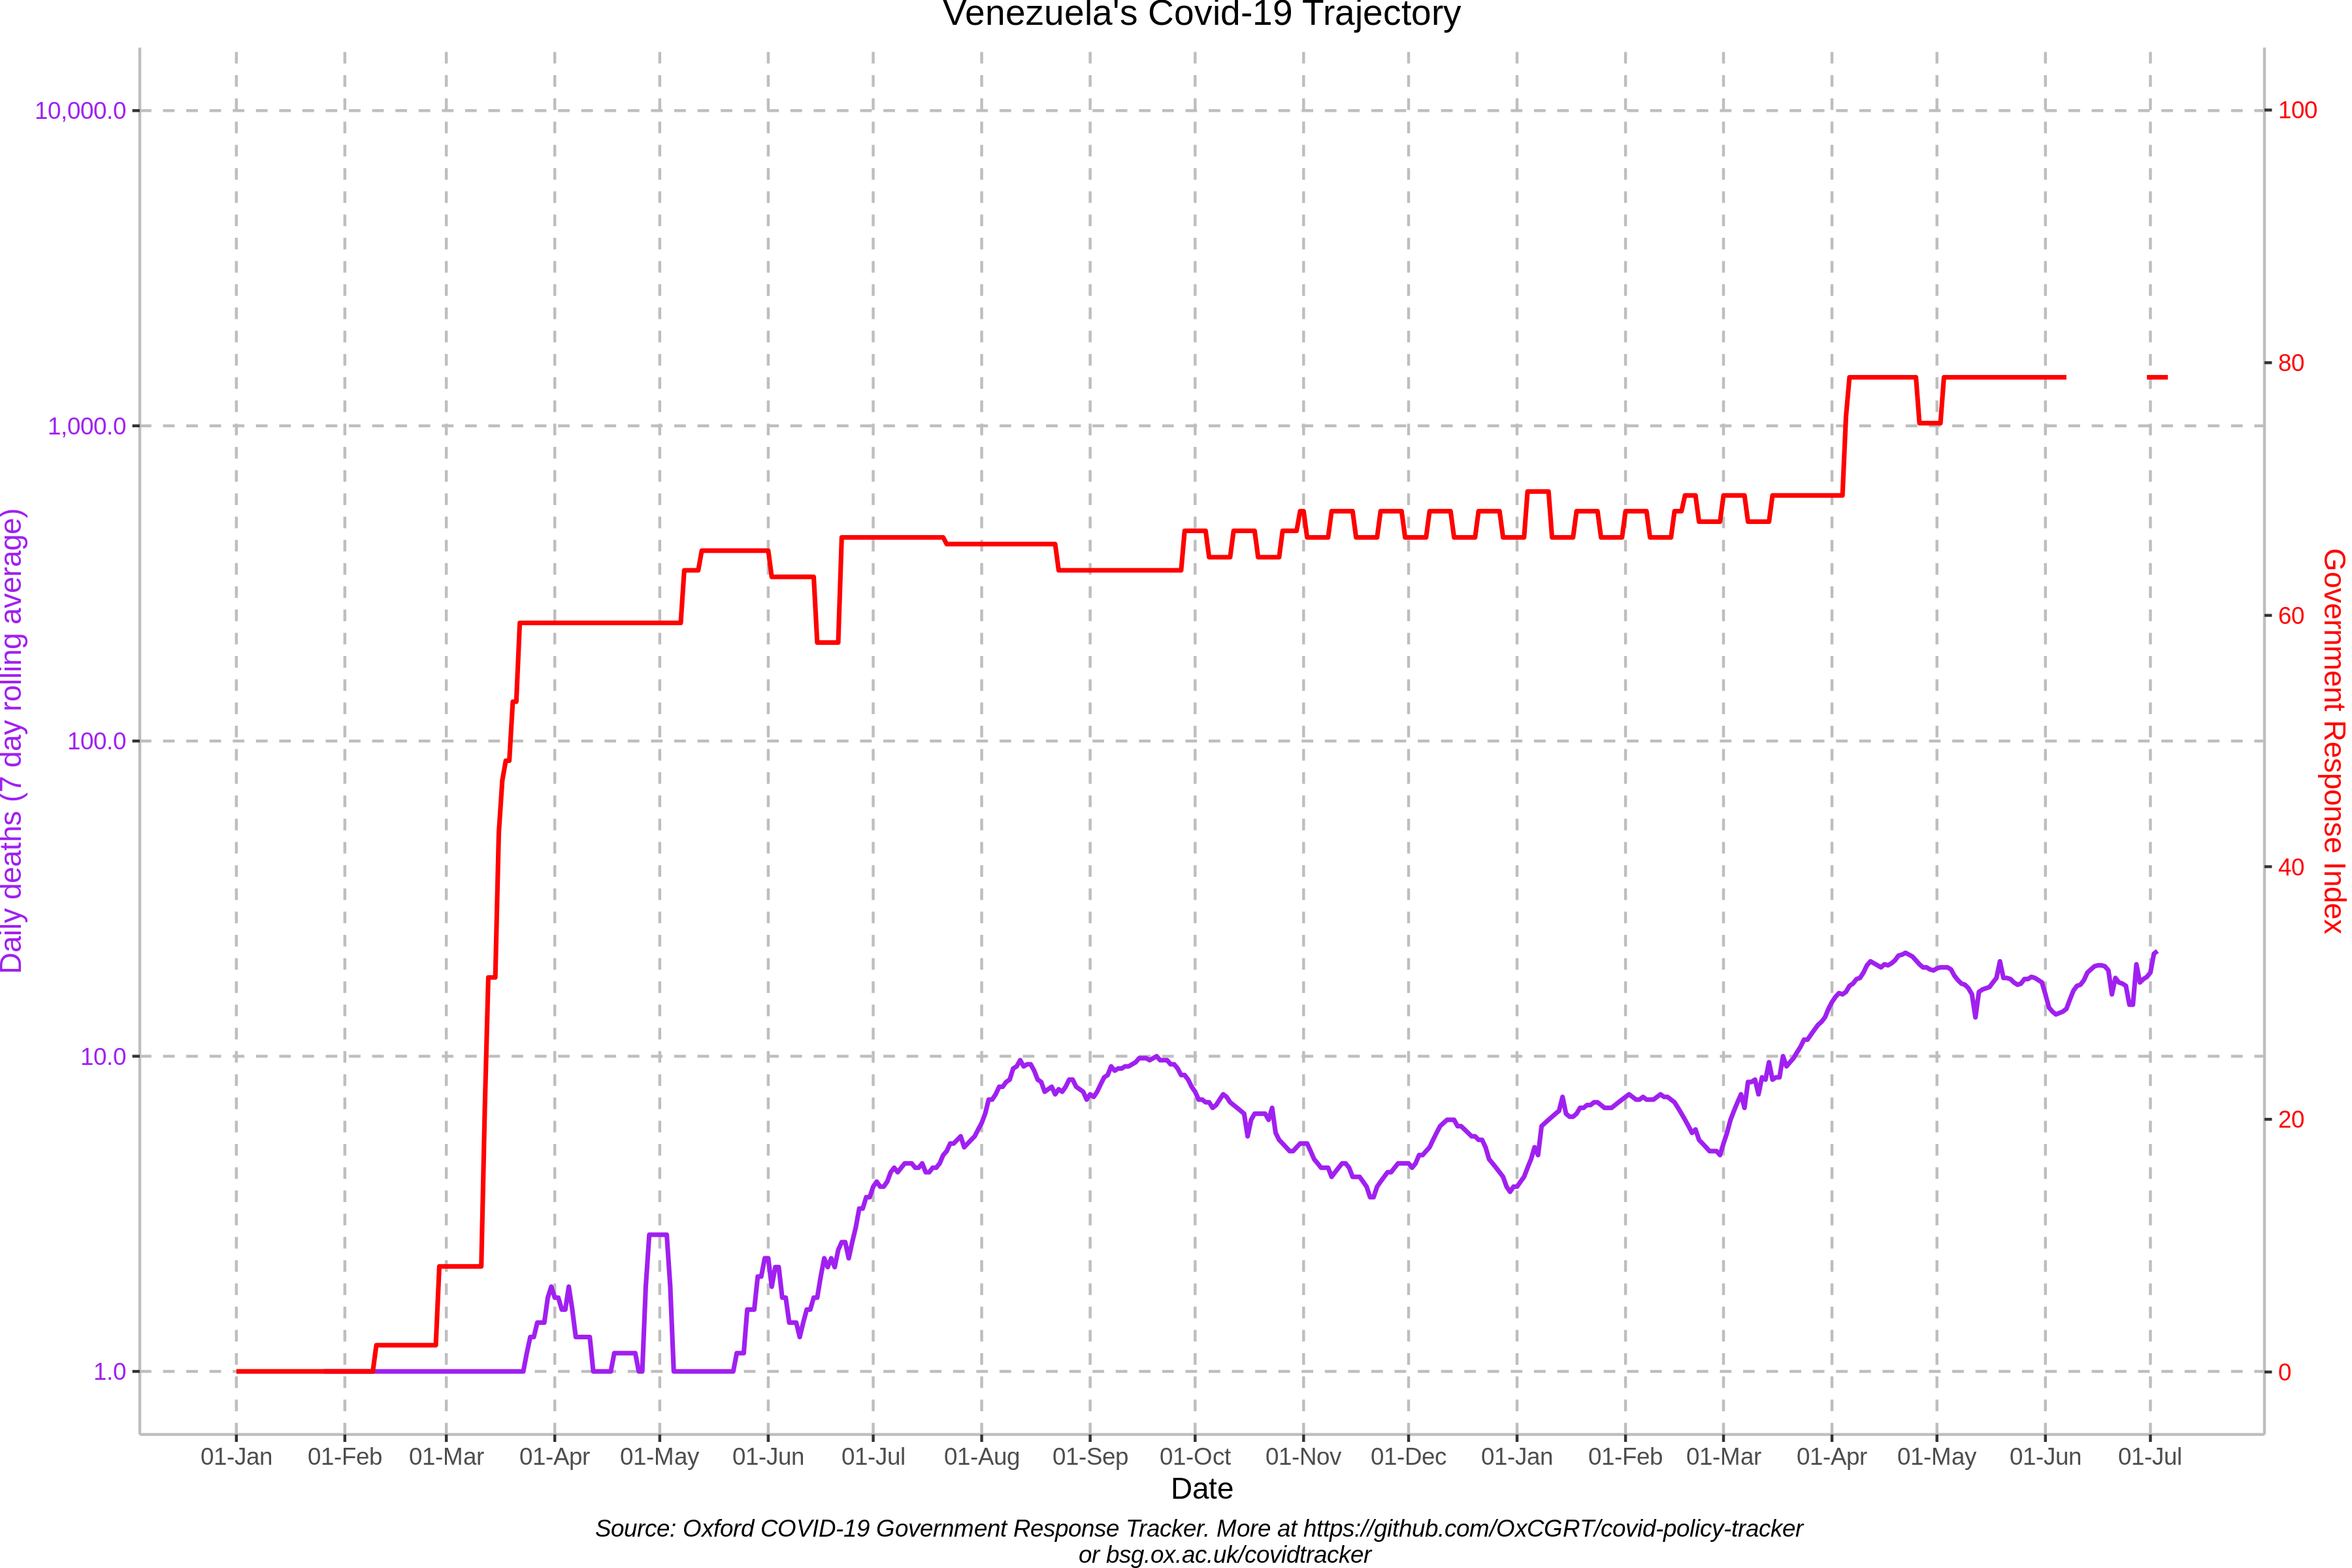 Venezuela's Covid-19 Trajectory
10,000.0
1,000.0
100.0
10.0
1.0
Daily deaths (7 day rolling average)
100
80
60
40
20
0
Government Response Index
01-Jan 01-Feb 01-Mar 01-Apr 01-May 01-Jun 01-Jul 01-Aug 01-Sep 01-Oct 01-Nov 01-Dec 01-Jan 01-Feb 01-Mar 01-Apr 01-May 01-Jun 01-Jul
Date
Source: Oxford COVID-19 Government Response Tracker. More at https://github.com/OxCGRT/covid-policy-tracker
or bsg.ox.ac.uk/covidtracker